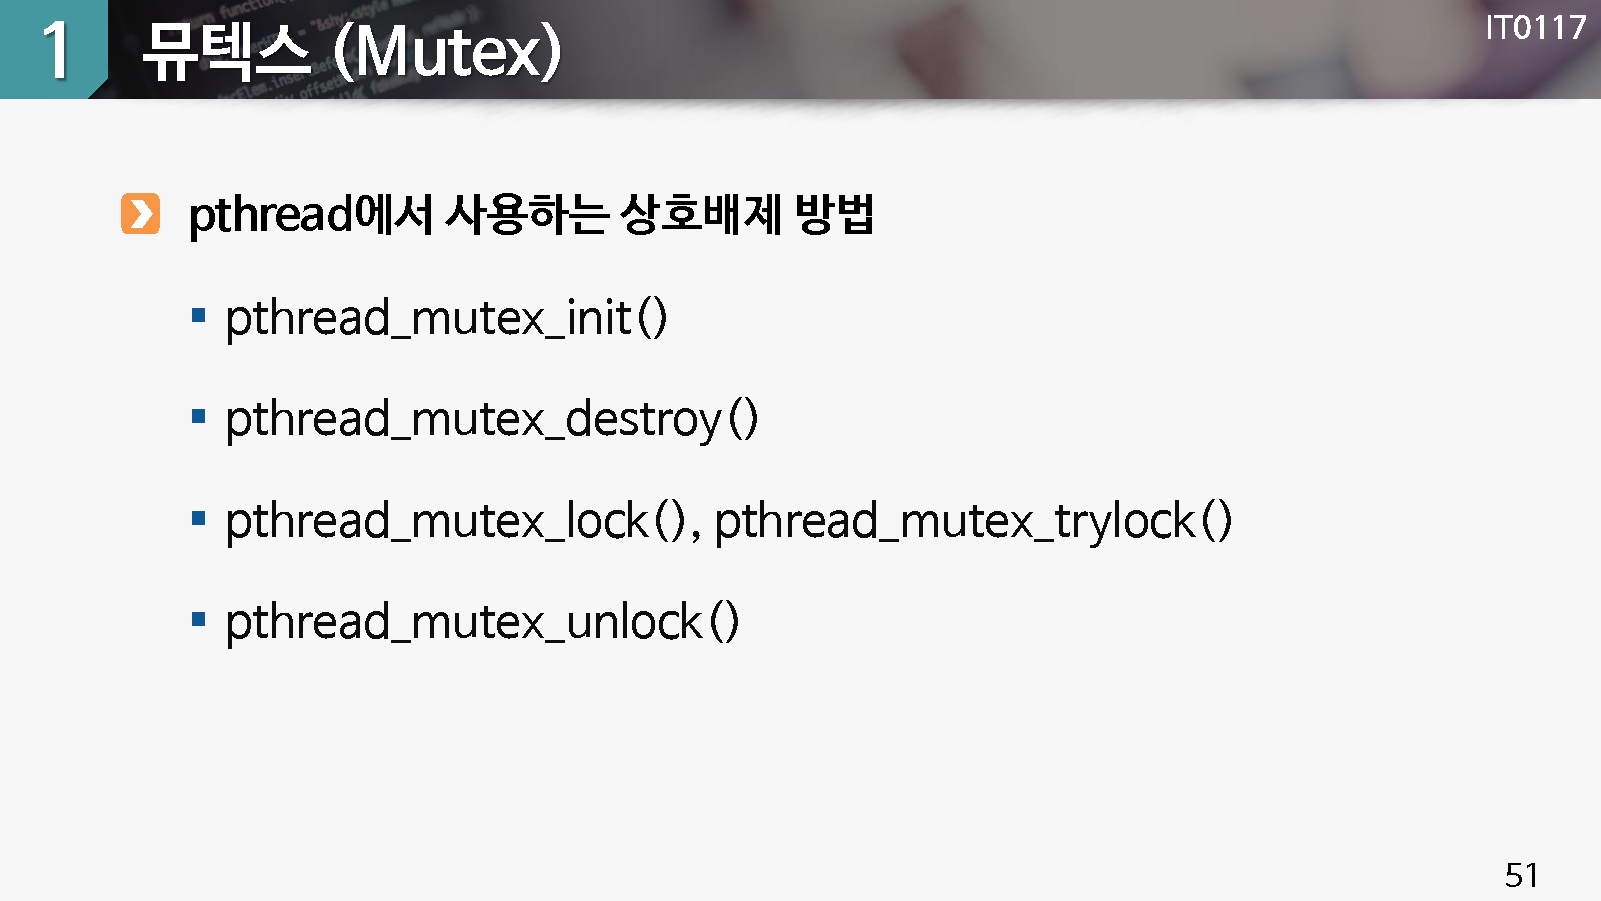 1 뮤텍스 (Mutex)
IT0117
pthread에서 사용하는 상호배제 방법
▪ pthread_mutex_init()
▪ pthread_mutex_destroy()
▪ pthread_mutex_lock(), pthread_mutex_trylock()
▪ pthread_mutex_unlock()
51